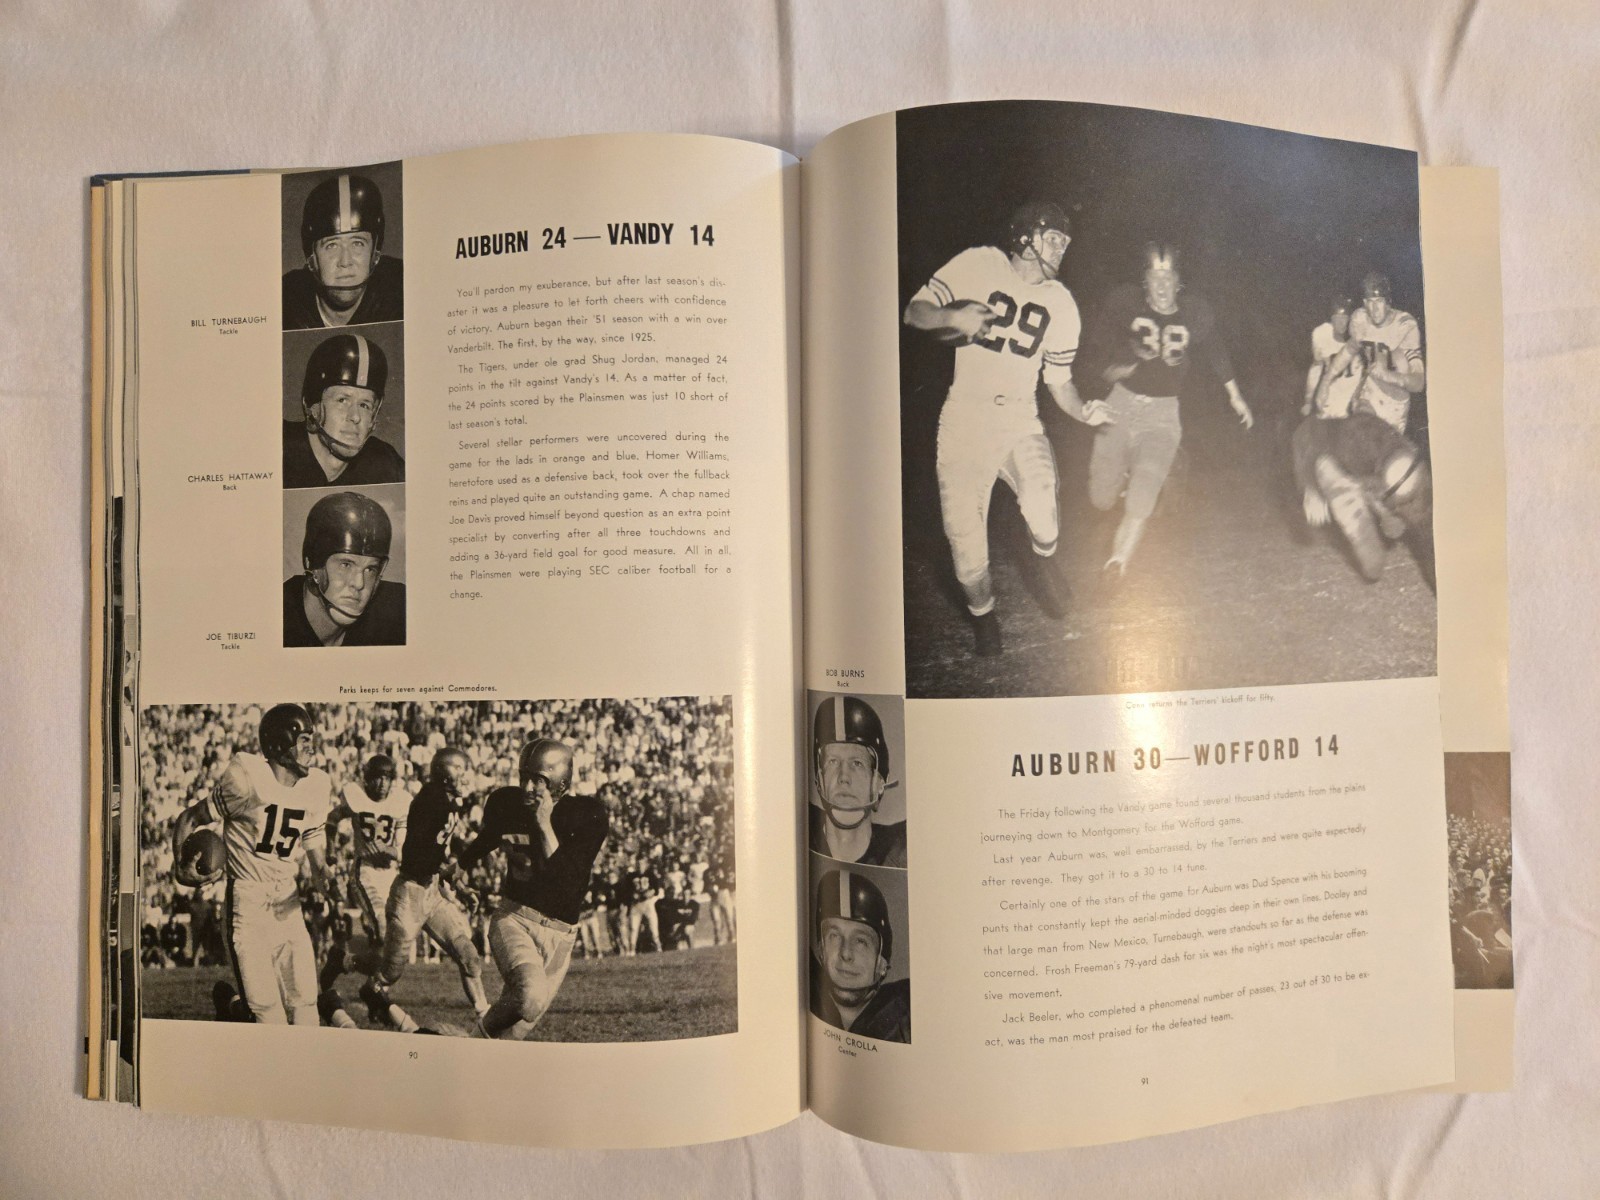 BILL TURNEBAUGH
Tackle
CHARLES HATTAWAY
Back
JOE TIBURZI
Tackle
AUBURN 24 — VANDY 14
You'll pardon my exuberance, but after last season's dis-
aster it was a pleasure to let forth cheers with confidence
of victory. Auburn began their '51 season with a win over
Vanderbilt. The first, by the way, since 1925.
The Tigers, under ole grad Shug Jordan, managed 24
points in the tilt against Vandy's 14. As a matter of fact,
the 24 points scored by the Plainsmen was just 10 short of
last season's total.
Several stellar performers were uncovered during the
game for the lads in orange and blue. Homer Williams,
heretofore used as a defensive back, took over the fullback
reins and played quite an outstanding game. A chap named
Joe Davis proved himself beyond question as an extra point
specialist by converting after all three touchdowns and
adding a 36-yard field goal for good measure. All in all,
the Plainsmen were playing SEC caliber football for a
change.
Parks keeps for seven against Commodores.
15
53
90
29
38
returns the Terriers' kickoff for fifty.
BOB BURNS
Back
JOHN CROLLA
Center
AUBURN 30—WOFFORD 14
The Friday following the Vandy game found several thousand students from the plains
journeying down to Montgomery for the Wofford game.
Last year Auburn was, well embarrassed, by the Terriers and were quite expectedly
after revenge. They got it to a 30 to 14 tune.
Certainly one of the stars of the game for Auburn was Dud Spence with his booming
punts that constantly kept the aerial-minded doggies deep in their own lines. Dooley and
that large man from New Mexico, Turnebaugh, were standouts so far as the defense was
concerned. Frosh Freeman's 79-yard dash for six was the night's most spectacular offen-
sive movement.
Jack Beeler, who completed a phenomenal number of passes, 23 out of 30 to be ex-
act, was the man most praised for the defeated team.
91